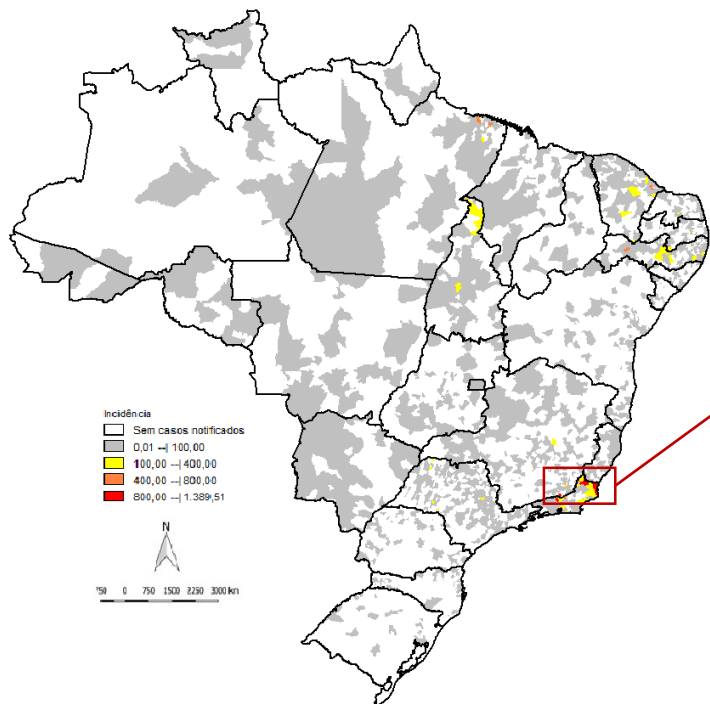 Incidência
Sem casos notificados
0,01 --| 100,00
100,00 --| 400,00
400,00 --| 800,00
800,00 --| 1.389,51
N
750 0 750 1500 2250 3000 km